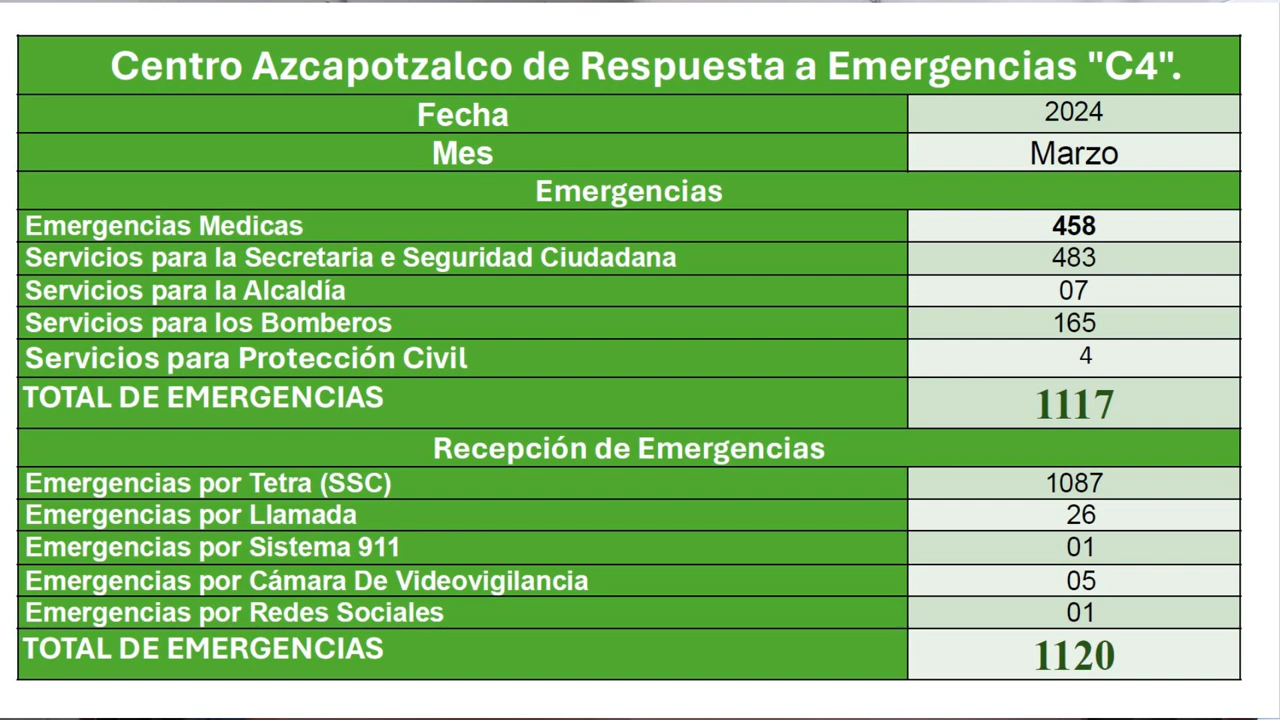 Centro Azcapotzalco de Respuesta a Emergencias "C4".
Fecha 2024
Mes Marzo
Emergencias
Emergencias Medicas 458
Servicios para la Secretaria e Seguridad Ciudadana 483
Servicios para la Alcaldía 07
Servicios para los Bomberos 165
Servicios para Protección Civil 4
TOTAL DE EMERGENCIAS 1117
Recepción de Emergencias
Emergencias por Tetra (SSC) 1087
Emergencias por Llamada 26
Emergencias por Sistema 911 01
Emergencias por Cámara De Videovigilancia 05
Emergencias por Redes Sociales 01
TOTAL DE EMERGENCIAS 1120